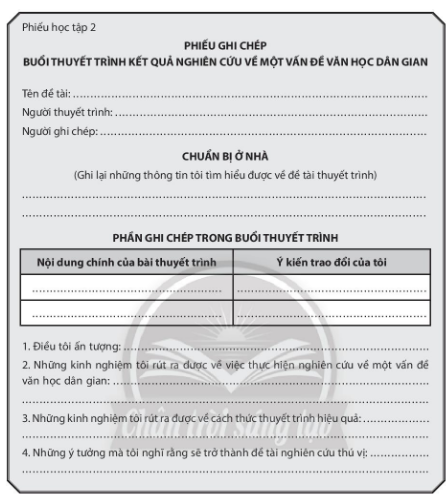 Phiếu học tập 2
PHIẾU GHI CHÉP
BUỔI THUYẾT TRÌNH KẾT QUẢ NGHIÊN CỨU VỀ MỘT VẤN ĐỀ VĂN HỌC DÂN GIAN
Tên đề tài: ..............................................................................
Người thuyết trình: ..............................................................................
Người ghi chép: ..............................................................................
CHUẨN BỊ Ở NHÀ
(Ghi lại những thông tin tôi tìm hiểu được về đề tài thuyết trình)
..............................................................................
..............................................................................
PHẦN GHI CHÉP TRONG BUỔI THUYẾT TRÌNH
Nội dung chính của bài thuyết trình Ý kiến trao đổi của tôi
.................................................. ..................................................
.................................................. ..................................................
1. Điều tôi ấn tượng: ..............................................................................
2. Những kinh nghiệm tôi rút ra được về việc thực hiện nghiên cứu về một vấn đề
văn học dân gian: ..............................................................................
..............................................................................
3. Những kinh nghiệm tôi rút ra được về cách thức thuyết trình hiệu quả: ..................
..............................................................................
4. Những ý tưởng mà tôi nghĩ rằng sẽ trở thành đề tài nghiên cứu thú vị: ..................
..............................................................................
Chân trời sáng tạo